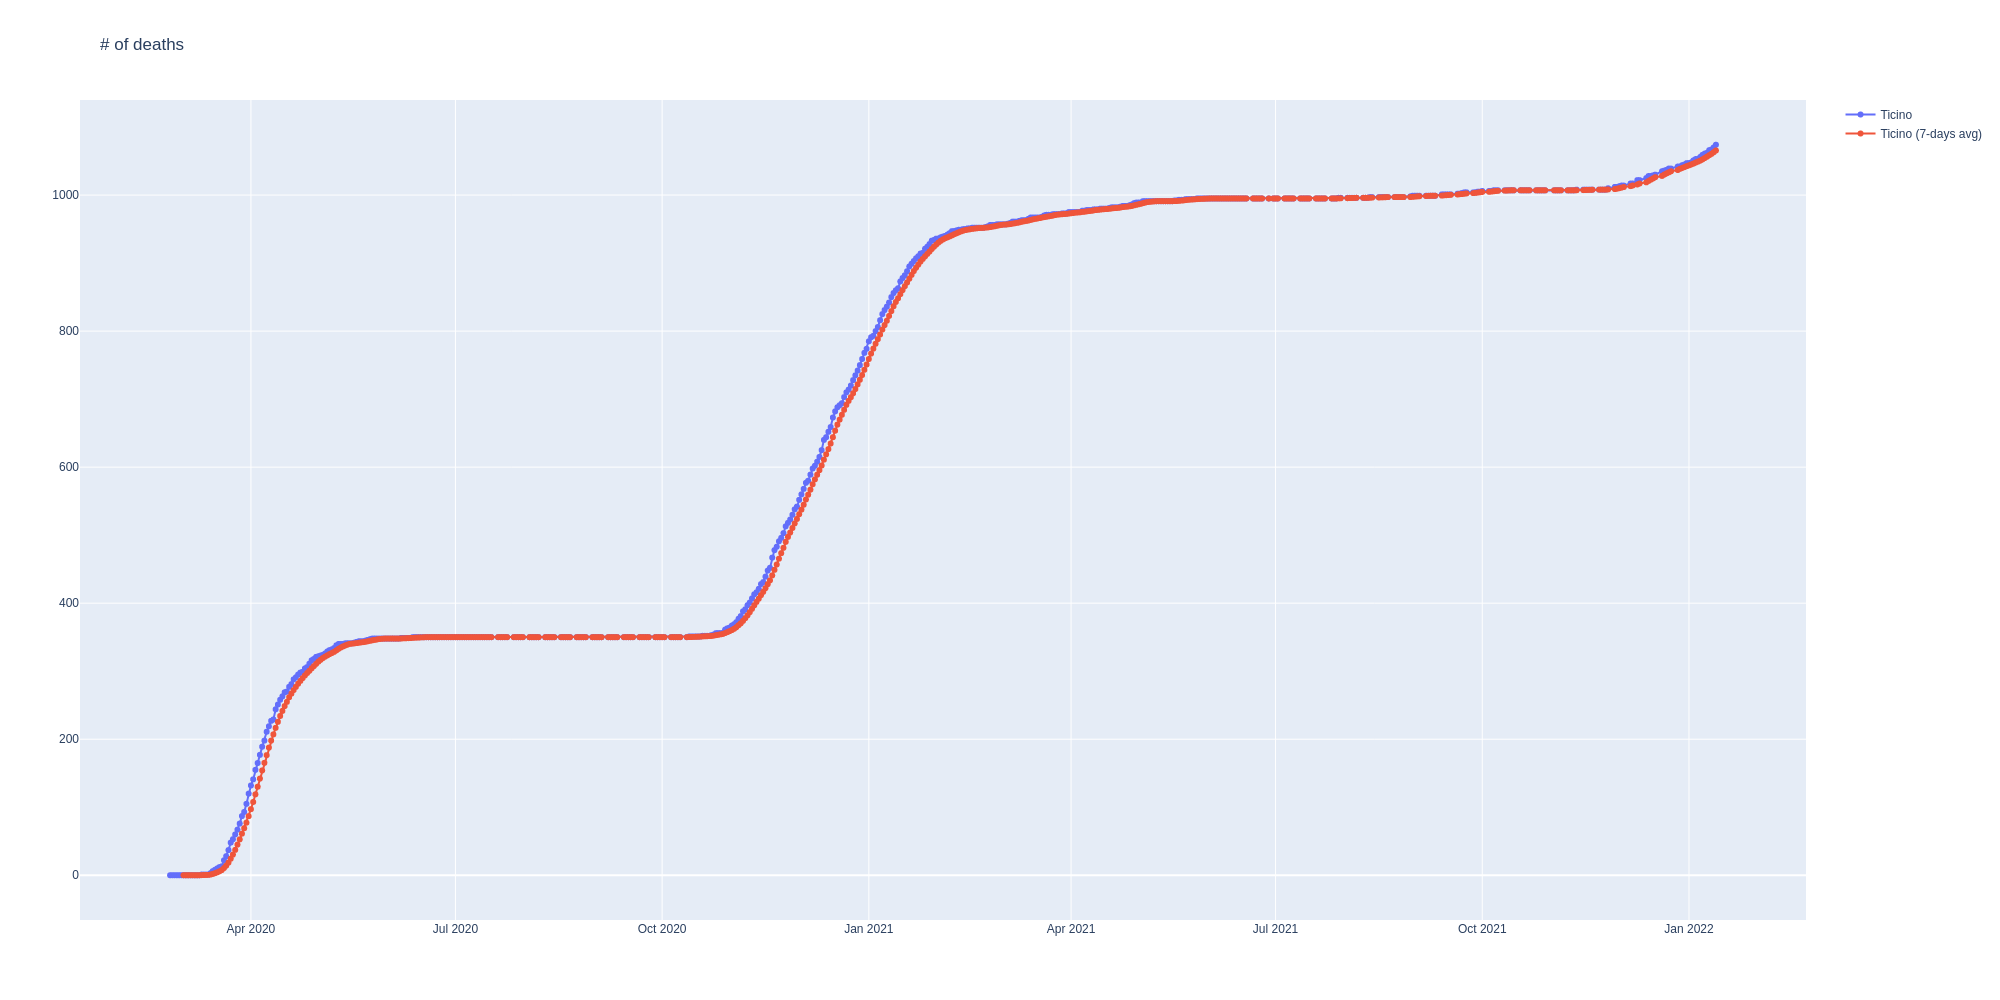 # of deaths
Ticino
Ticino (7-days avg)
1000
800
600
400
200
0
Apr 2020
Jul 2020
Oct 2020
Jan 2021
Apr 2021
Jul 2021
Oct 2021
Jan 2022